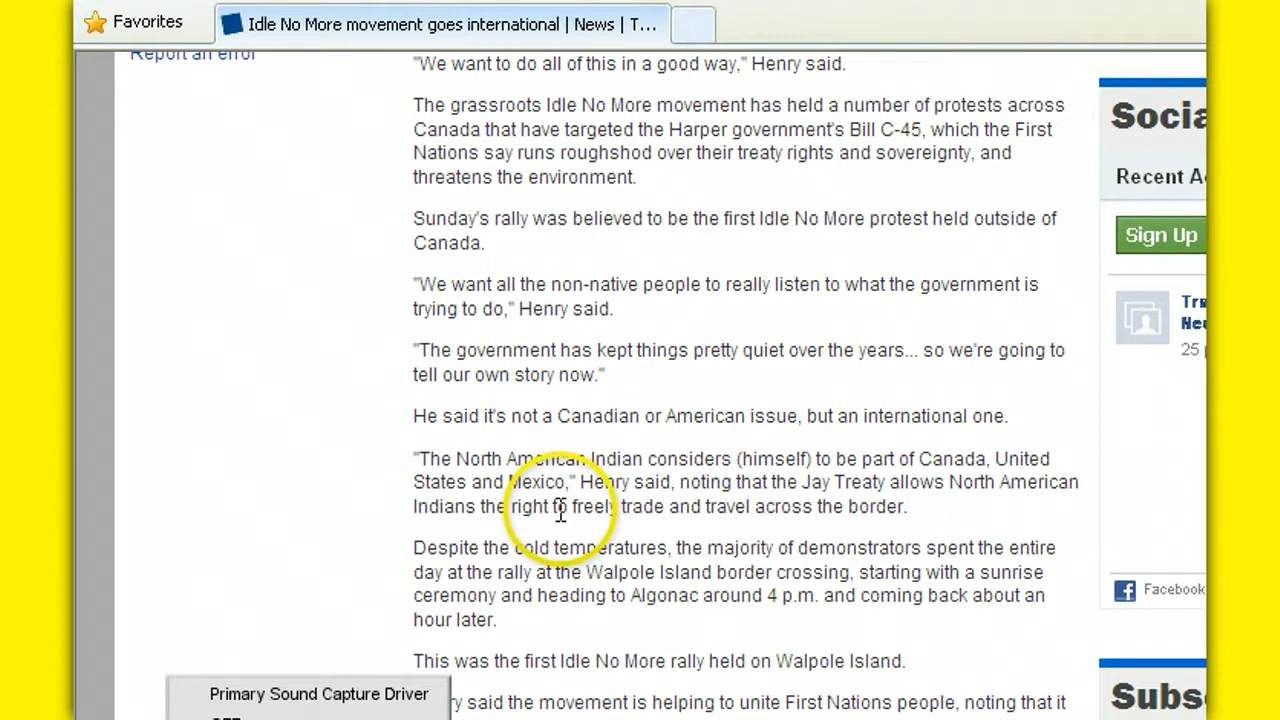 Favorites
Idle No More movement goes international | News | T...
Report an error
"We want to do all of this in a good way," Henry said.
The grassroots Idle No More movement has held a number of protests across
Canada that have targeted the Harper government's Bill C-45, which the First
Nations say runs roughshod over their treaty rights and sovereignty, and
threatens the environment.
Sunday's rally was believed to be the first Idle No More protest held outside of
Canada.
"We want all the non-native people to really listen to what the government is
trying to do," Henry said.
"The government has kept things pretty quiet over the years... so we're going to
tell our own story now."
He said it's not a Canadian or American issue, but an international one.
"The North American Indian considers (himself) to be part of Canada, United
States and Mexico," Henry said, noting that the Jay Treaty allows North American
Indians the right to freely trade and travel across the border.
Despite the cold temperatures, the majority of demonstrators spent the entire
day at the rally at the Walpole Island border crossing, starting with a sunrise
ceremony and heading to Algonac around 4 p.m. and coming back about an
hour later.
This was the first Idle No More rally held on Walpole Island.
ry said the movement is helping to unite First Nations people, noting that it
Primary Sound Capture Driver
Socia
Recent A
Sign Up
25
Facebook
Subs